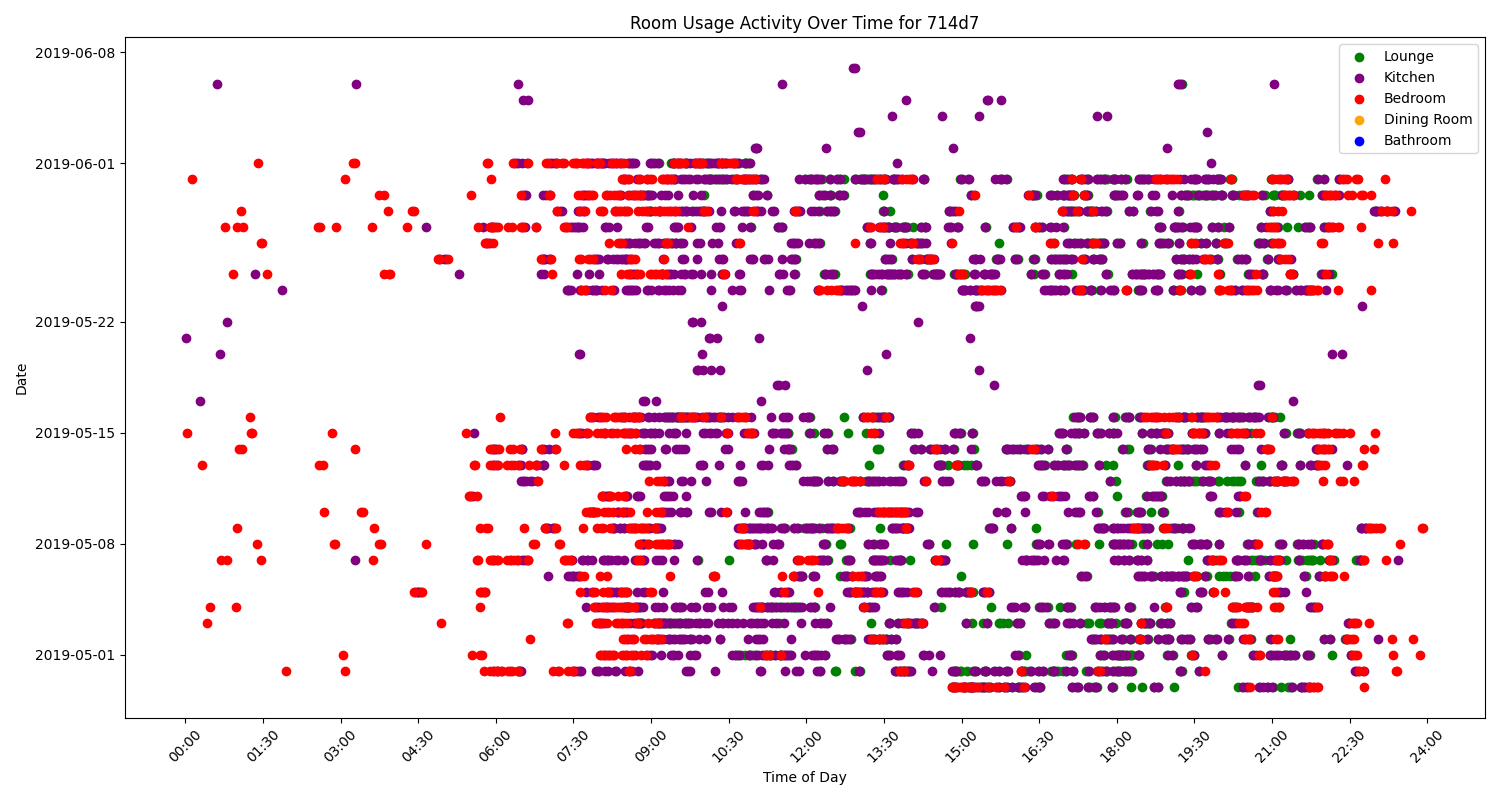 Room Usage Activity Over Time for 714d7
2019-06-08
2019-06-01
2019-05-22
2019-05-15
2019-05-08
2019-05-01
Date
Lounge
Kitchen
Bedroom
Dining Room
Bathroom
00:00 01:30 03:00 04:30 06:00 07:30 09:00 10:30 12:00 13:30 15:00 16:30 18:00 19:30 21:00 22:30 24:00
Time of Day